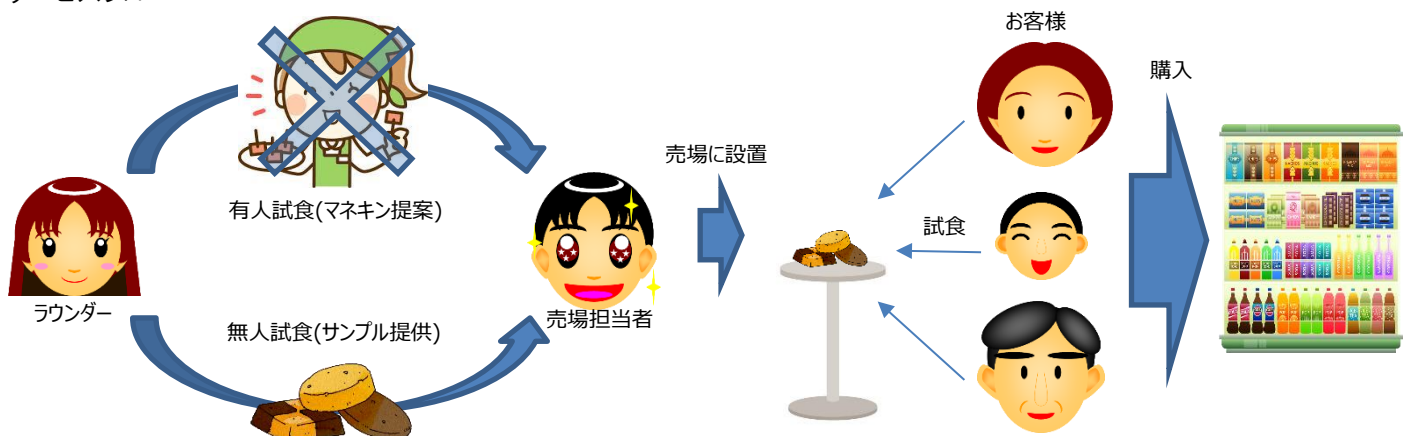 有人試食(マネキン提案)
ラウンダー
無人試食(サンプル提供)
売場担当者
売場に設置
お客様
試食
購入